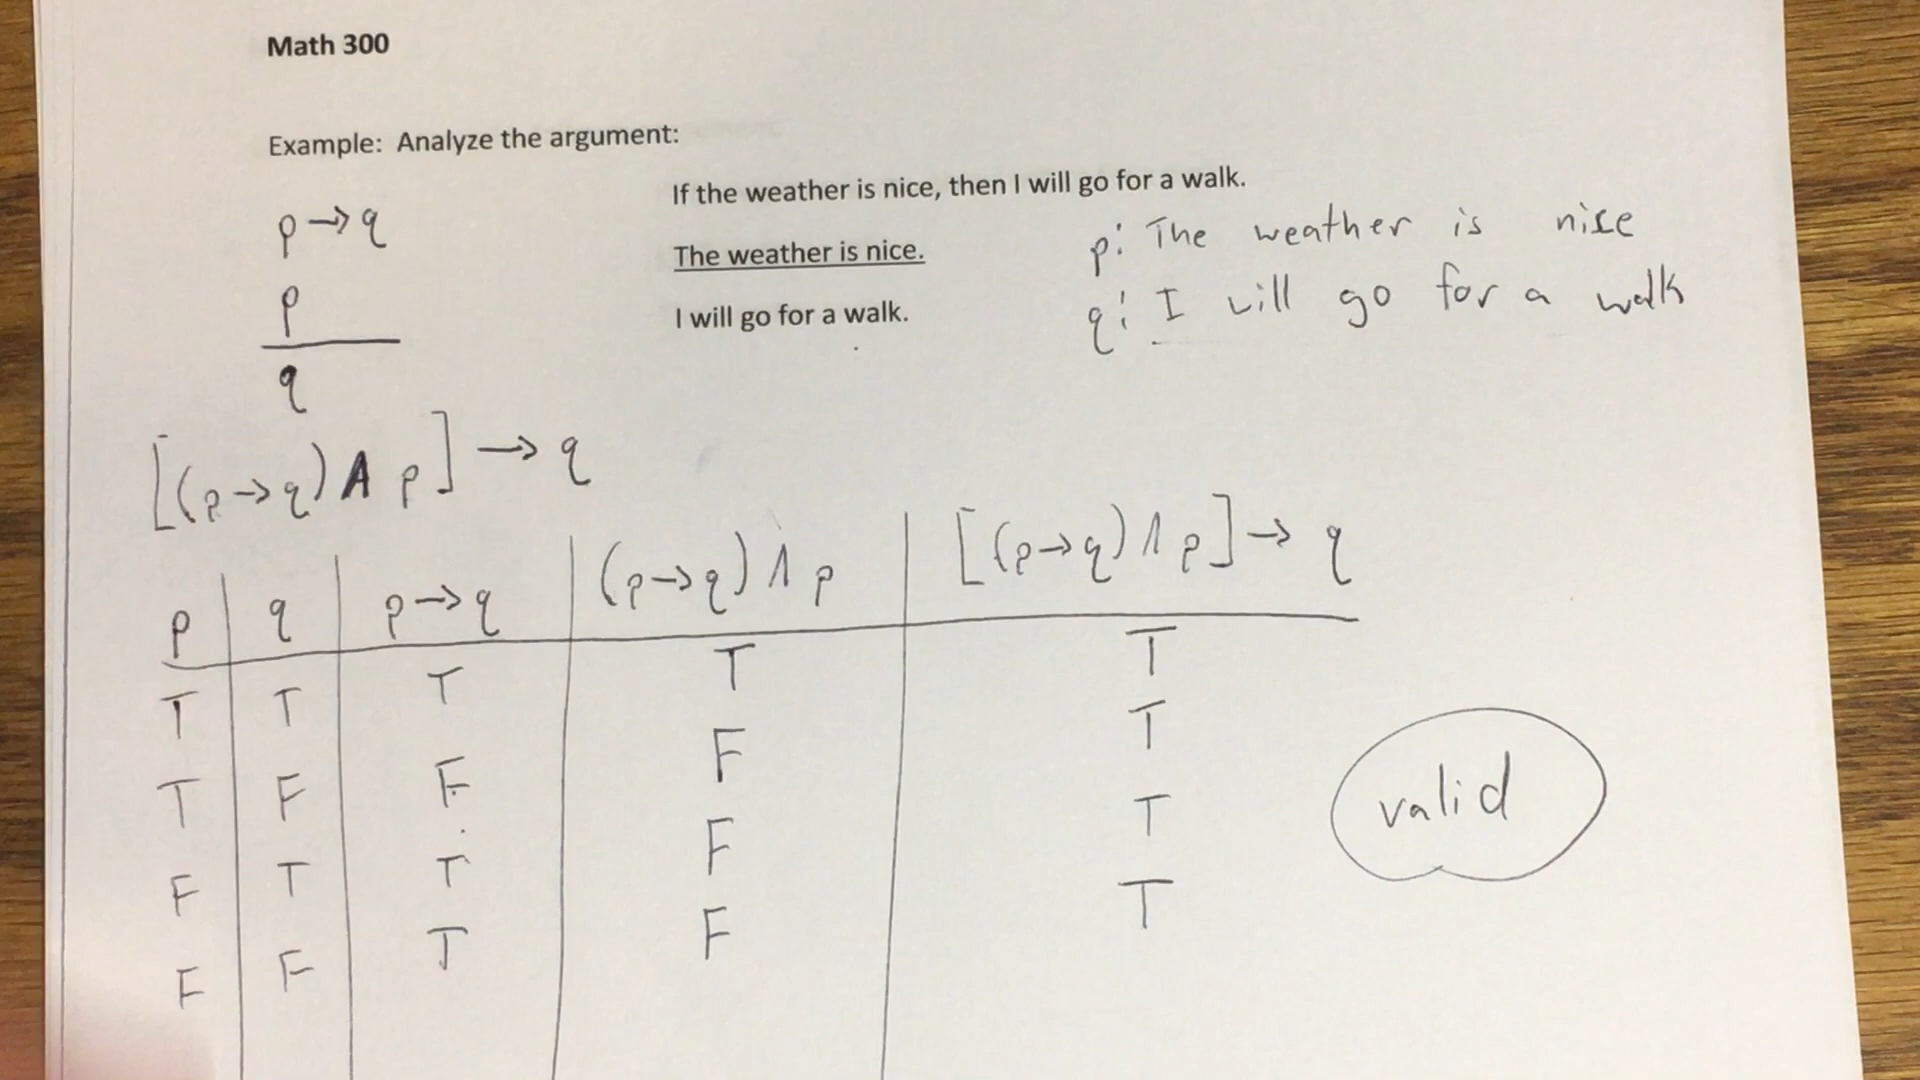 Math 300
Example: Analyze the argument:
If the weather is nice, then I will go for a walk.
p → q
The weather is nice.
p: The weather is nice
p
I will go for a walk.
q: I will go for a walk
q
[(p→q) ∧ p] → q
p q p→q (p→q) ∧ p [(p→q) ∧ p] → q
T T T T T
T F F F T
F T T F T
F F T F T
valid